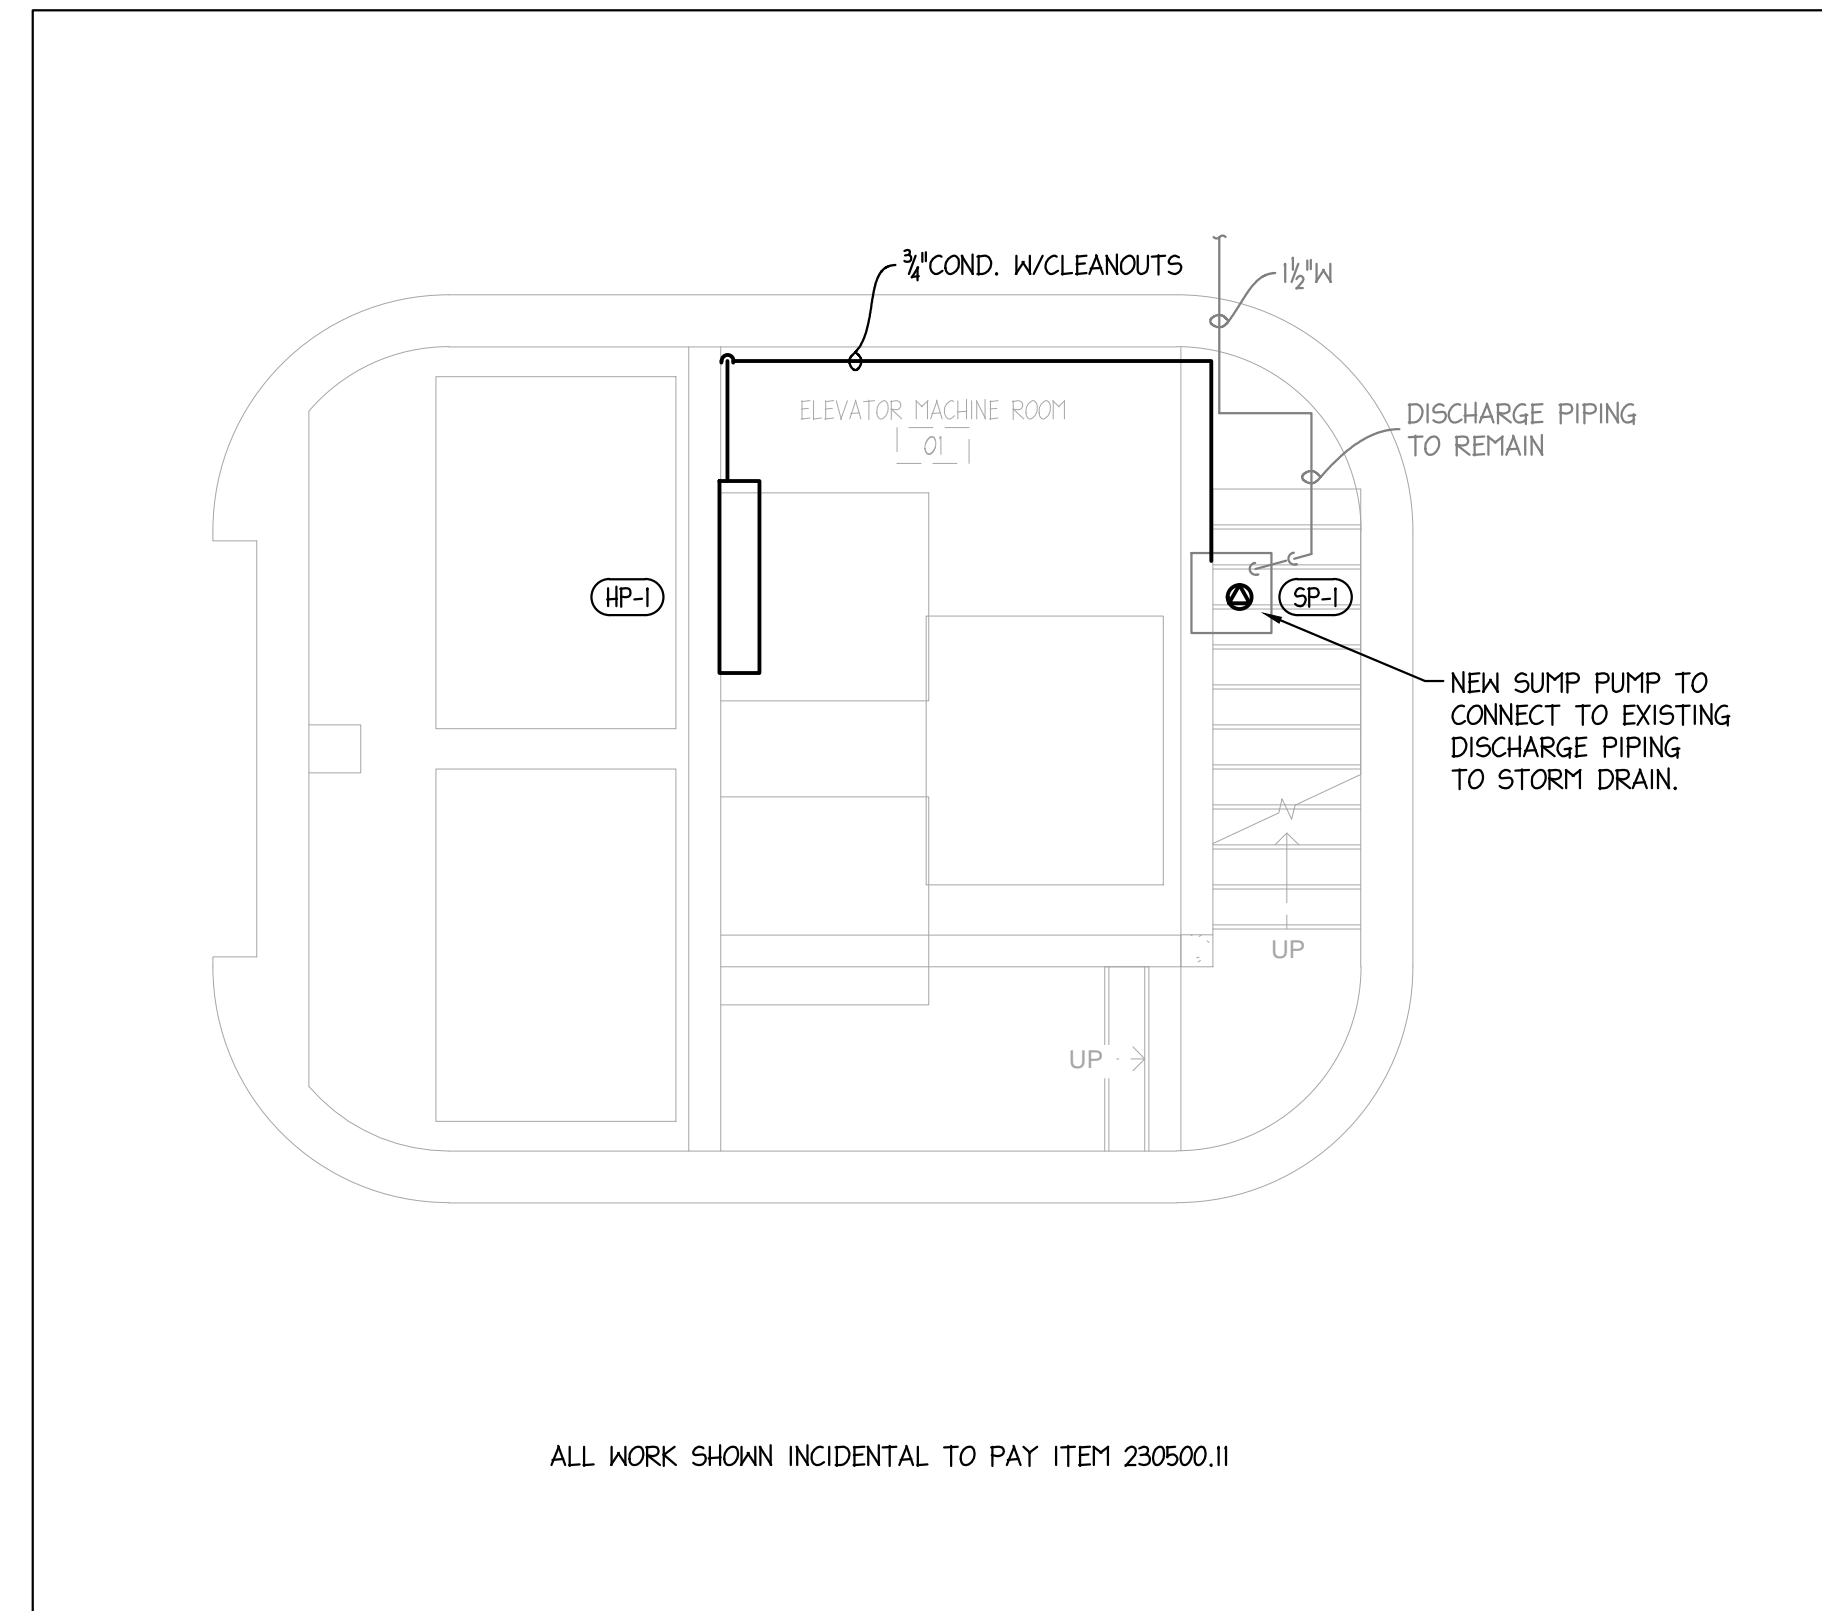 ¾"COND. W/CLEANOUTS
1½"W
ELEVATOR MACHINE ROOM
01
DISCHARGE PIPING
TO REMAIN
HP-1
SP-1
NEW SUMP PUMP TO
CONNECT TO EXISTING
DISCHARGE PIPING
TO STORM DRAIN.
UP
UP
ALL WORK SHOWN INCIDENTAL TO PAY ITEM 230500.11